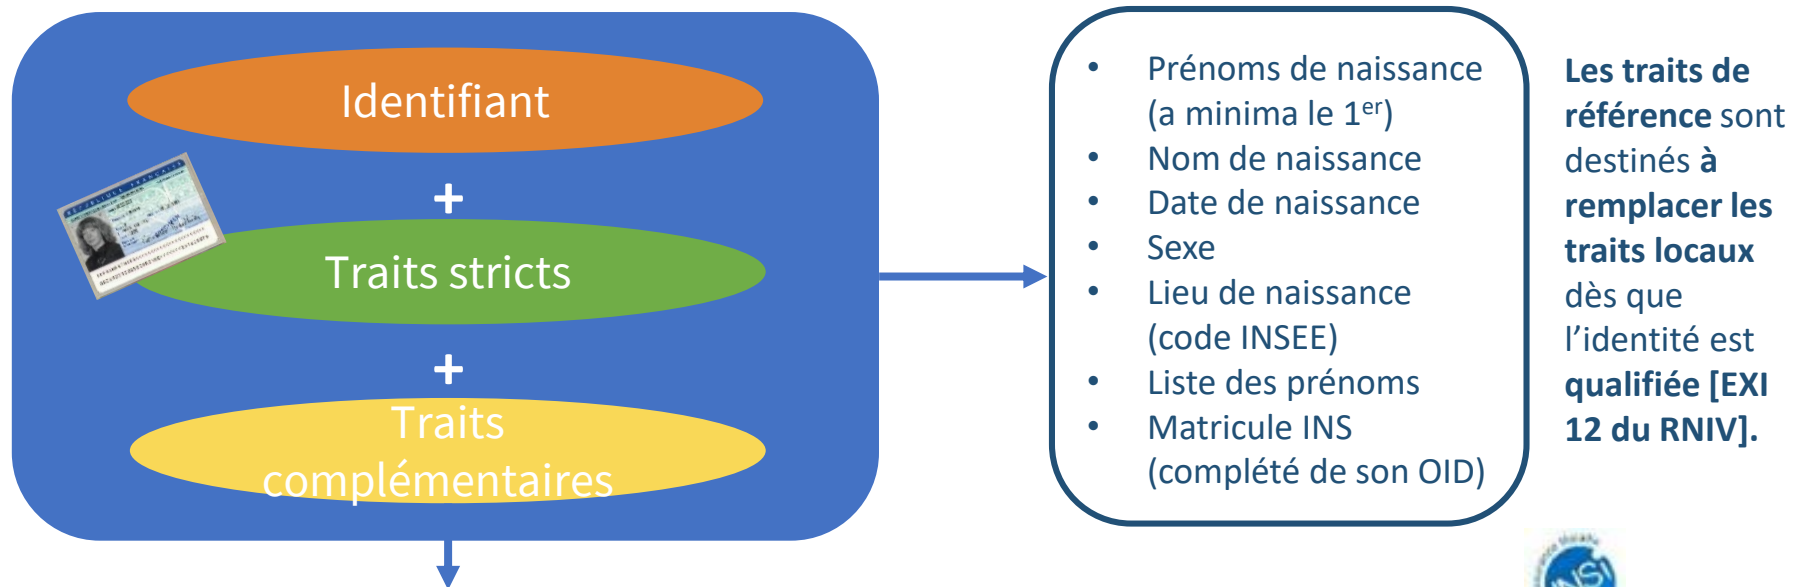 Identifiant
+
Traits stricts
+
Traits
complémentaires
• Prénoms de naissance
(a minima le 1er)
• Nom de naissance
• Date de naissance
• Sexe
• Lieu de naissance
(code INSEE)
• Liste des prénoms
• Matricule INS
(complété de son OID)
Les traits de
référence sont
destinés à
remplacer les
traits locaux
dès que
l’identité est
qualifiée [EXI
12 du RNIV].
INSI